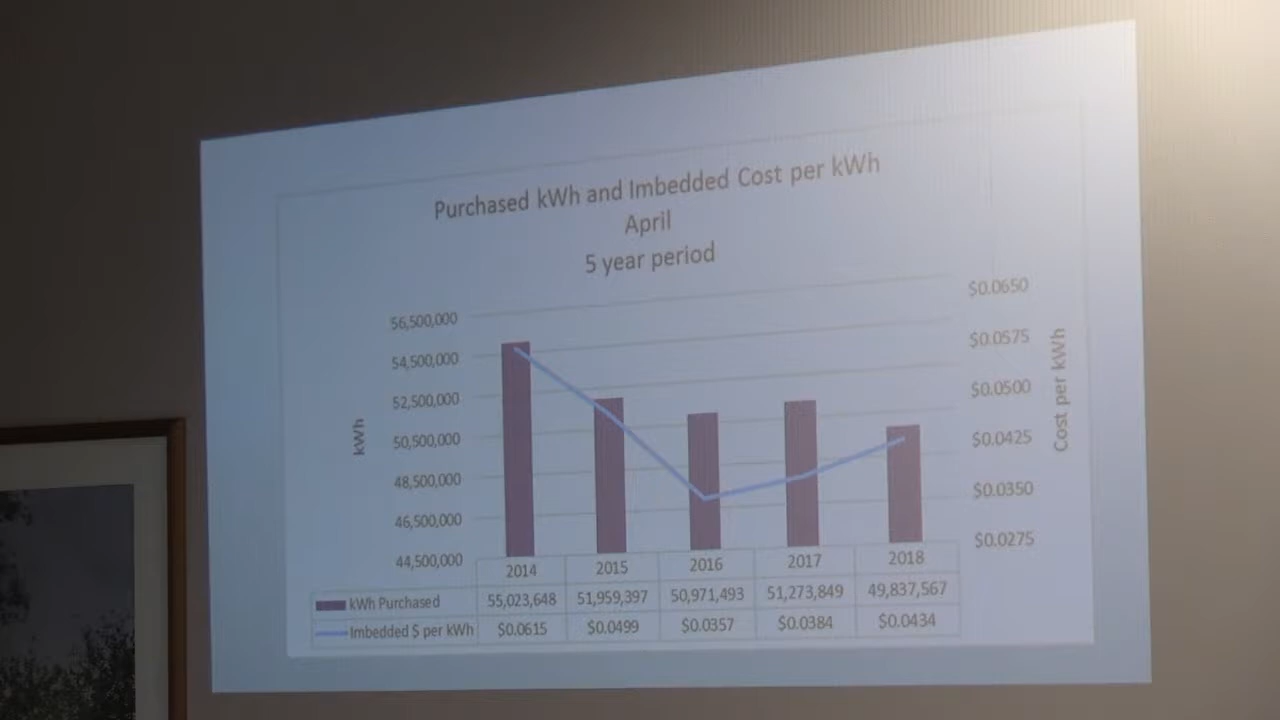 Purchased kWh and Imbedded Cost per kWh
April
5 year period
56,500,000
54,500,000
52,500,000
50,500,000
48,500,000
46,500,000
44,500,000
kWh
$0.0650
$0.0575
$0.0500
$0.0425
$0.0350
$0.0275
Cost per kWh
2014 2015 2016 2017 2018
kWh Purchased 55,023,648 51,959,397 50,971,493 51,273,849 49,837,567
Imbedded $ per kWh $0.0615 $0.0499 $0.0357 $0.0384 $0.0434